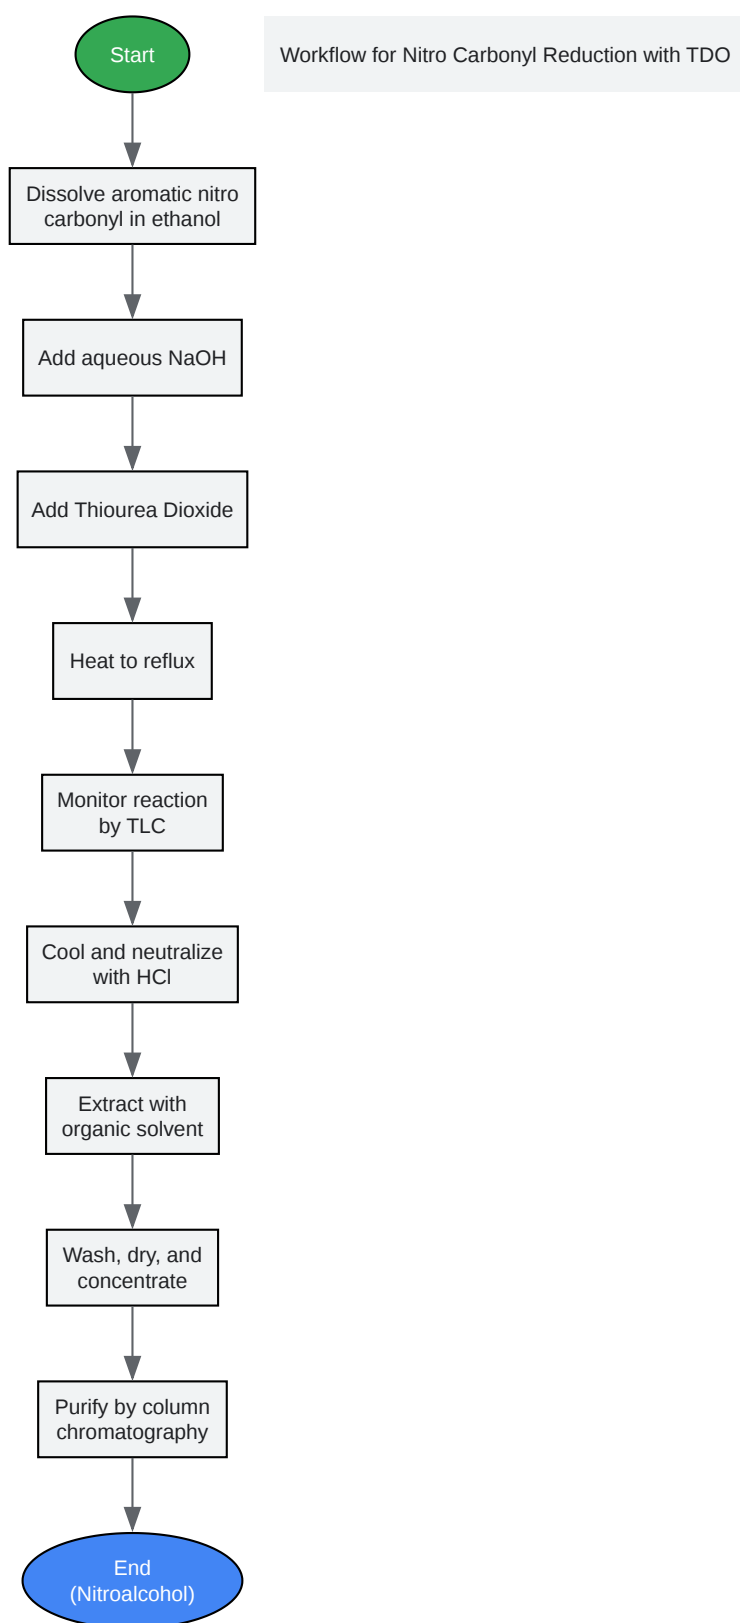 Start
Workflow for Nitro Carbonyl Reduction with TDO
Dissolve aromatic nitro
carbonyl in ethanol
Add aqueous NaOH
Add Thiourea Dioxide
Heat to reflux
Monitor reaction
by TLC
Cool and neutralize
with HCl
Extract with
organic solvent
Wash, dry, and
concentrate
Purify by column
chromatography
End
(Nitroalcohol)